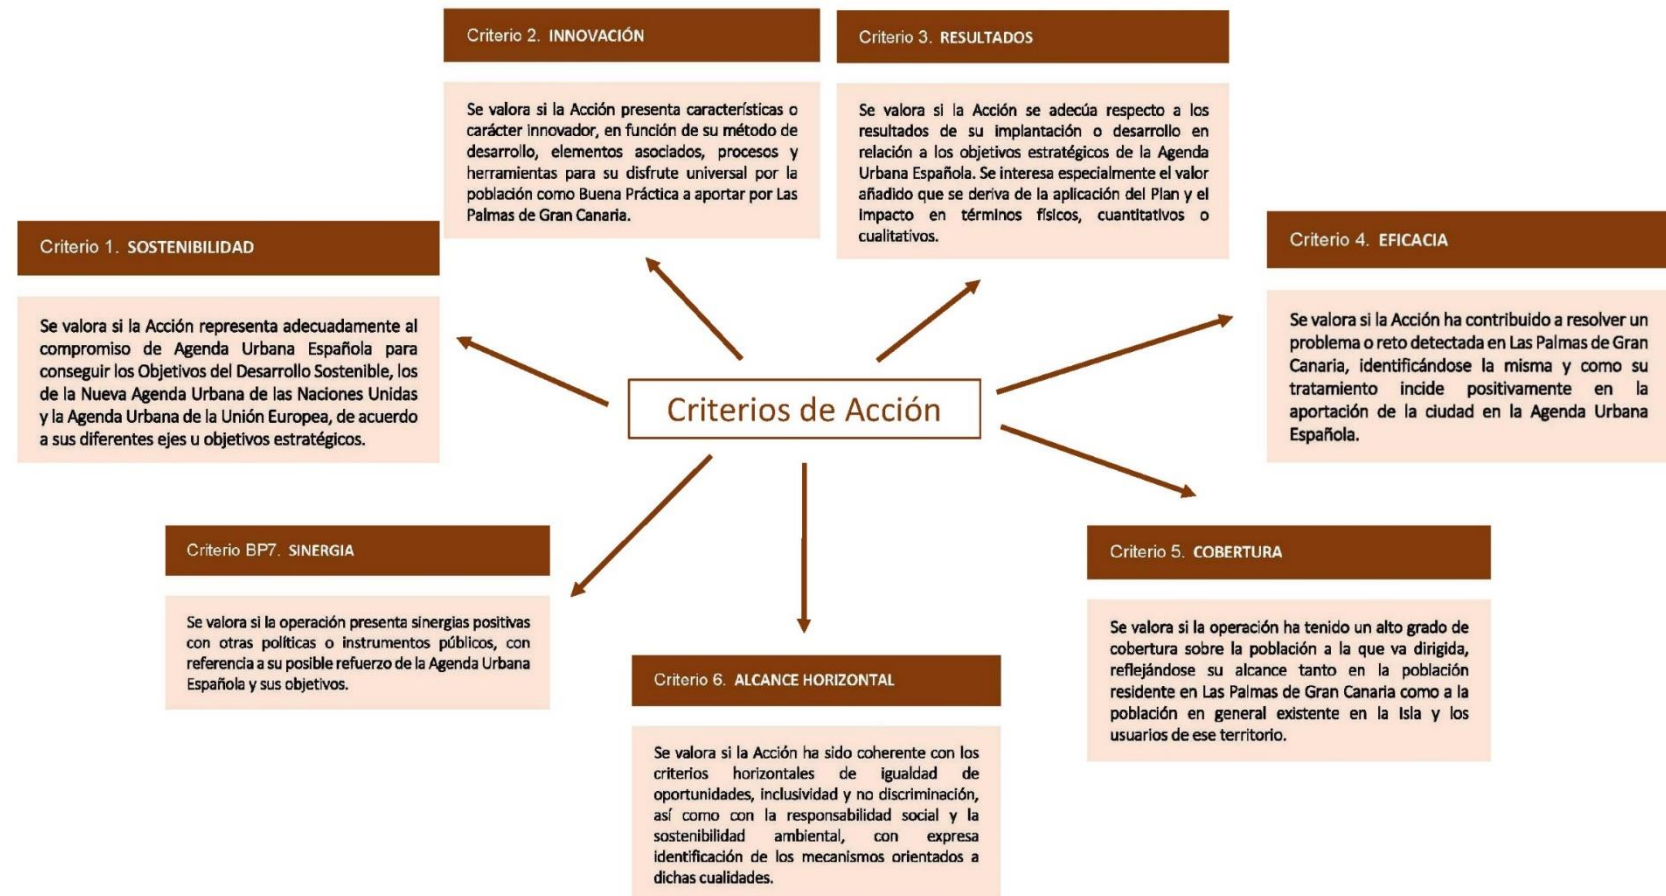 Criterio 2. INNOVACIÓN
Se valora si la Acción presenta características o
carácter innovador, en función de su método de
desarrollo, elementos asociados, procesos y
herramientas para su disfrute universal por la
población como Buena Práctica a aportar por Las
Palmas de Gran Canaria.
Criterio 3. RESULTADOS
Se valora si la Acción se adecúa respecto a los
resultados de su implantación o desarrollo en
relación a los objetivos estratégicos de la Agenda
Urbana Española. Se interesa especialmente el valor
añadido que se deriva de la aplicación del Plan y el
impacto en términos físicos, cuantitativos o
cualitativos.
Criterio 1. SOSTENIBILIDAD
Se valora si la Acción representa adecuadamente al
compromiso de Agenda Urbana Española para
conseguir los Objetivos del Desarrollo Sostenible, los
de la Nueva Agenda Urbana de las Naciones Unidas
y la Agenda Urbana de la Unión Europea, de acuerdo
a sus diferentes ejes u objetivos estratégicos.
Criterio 4. EFICACIA
Se valora si la Acción ha contribuido a resolver un
problema o reto detectada en Las Palmas de Gran
Canaria, identificándose la misma y como su
tratamiento incide positivamente en la
aportación de la ciudad en la Agenda Urbana
Española.
Criterios de Acción
Criterio BP7. SINERGIA
Se valora si la operación presenta sinergias positivas
con otras políticas o instrumentos públicos, con
referencia a su posible refuerzo de la Agenda Urbana
Española y sus objetivos.
Criterio 6. ALCANCE HORIZONTAL
Se valora si la Acción ha sido coherente con los
criterios horizontales de igualdad de
oportunidades, inclusividad y no discriminación,
así como con la responsabilidad social y la
sostenibilidad ambiental, con expresa
identificación de los mecanismos orientados a
dichas cualidades.
Criterio 5. COBERTURA
Se valora si la operación ha tenido un alto grado de
cobertura sobre la población a la que va dirigida,
reflejándose su alcance tanto en la población
residente en Las Palmas de Gran Canaria como a la
población en general existente en la Isla y los
usuarios de ese territorio.